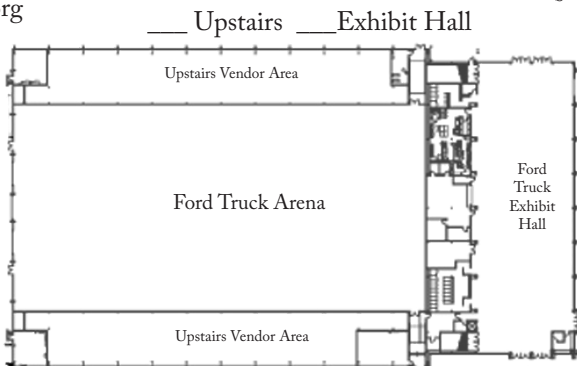 rg
___ Upstairs ___Exhibit Hall
Upstairs Vendor Area
Ford Truck Arena
Ford
Truck
Exhibit
Hall
Upstairs Vendor Area